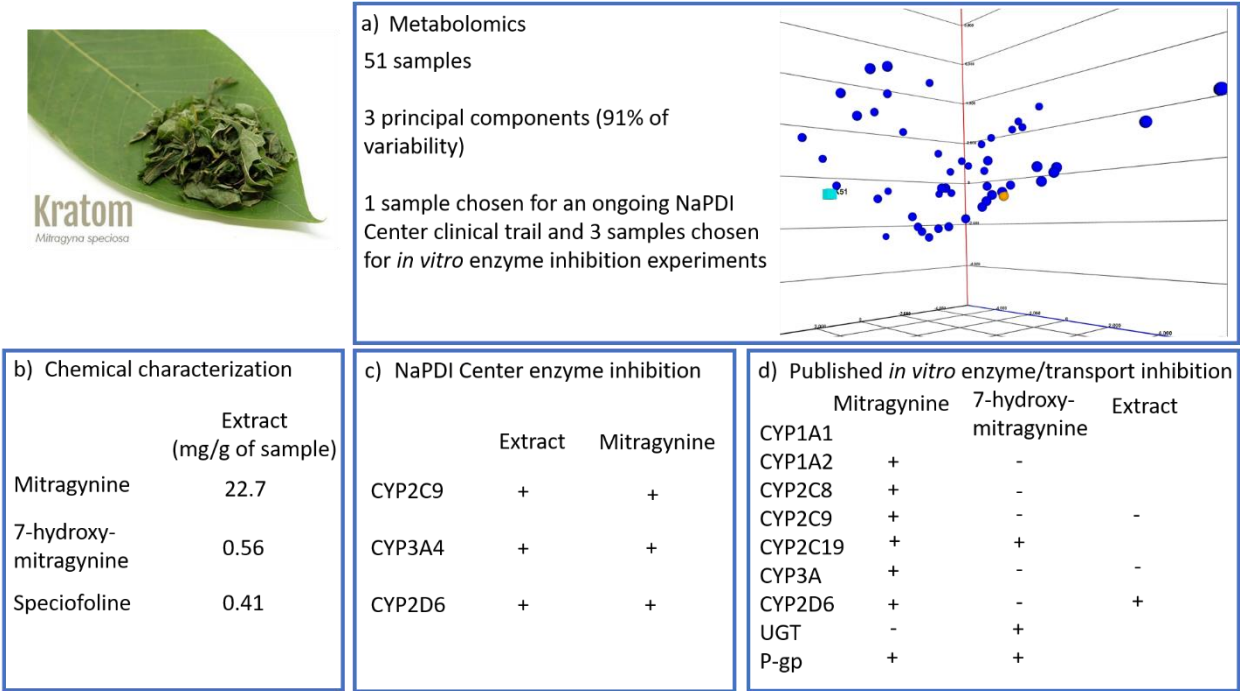 Kratom
Mitragyna speciosa
a) Metabolomics
51 samples
3 principal components (91% of
variability)
1 sample chosen for an ongoing NaPDI
Center clinical trail and 3 samples chosen
for in vitro enzyme inhibition experiments
K51
b) Chemical characterization
Extract
(mg/g of sample)
Mitragynine 22.7
7-hydroxy-
mitragynine 0.56
Speciofoline 0.41
c) NaPDI Center enzyme inhibition
Extract Mitragynine
CYP2C9 + +
CYP3A4 + +
CYP2D6 + +
d) Published in vitro enzyme/transport inhibition
Mitragynine 7-hydroxy- Extract
mitragynine
CYP1A1
CYP1A2 + -
CYP2C8 + -
CYP2C9 + - -
CYP2C19 + +
CYP3A + - -
CYP2D6 + - +
UGT - +
P-gp + +